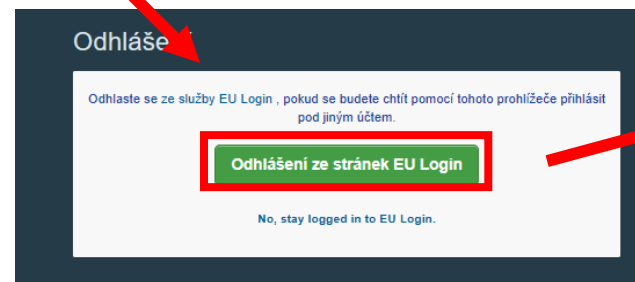 Odhlášení
Odhlaste se ze služby EU Login , pokud se budete chtít pomocí tohoto prohlížeče přihlásit
pod jiným účtem.
Odhlášení ze stránek EU Login
No, stay logged in to EU Login.